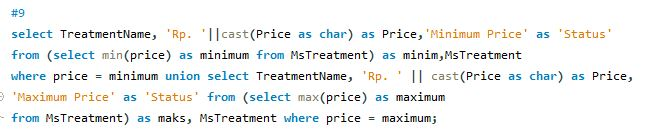 #9
select TreatmentName, 'Rp. '||cast(Price as char) as Price,'Minimum Price' as 'Status'
from (select min(price) as minimum from MsTreatment) as minim,MsTreatment
where price = minimum union select TreatmentName, 'Rp. ' || cast(Price as char) as Price,
'Maximum Price' as 'Status' from (select max(price) as maximum
from MsTreatment) as maks, MsTreatment where price = maximum;